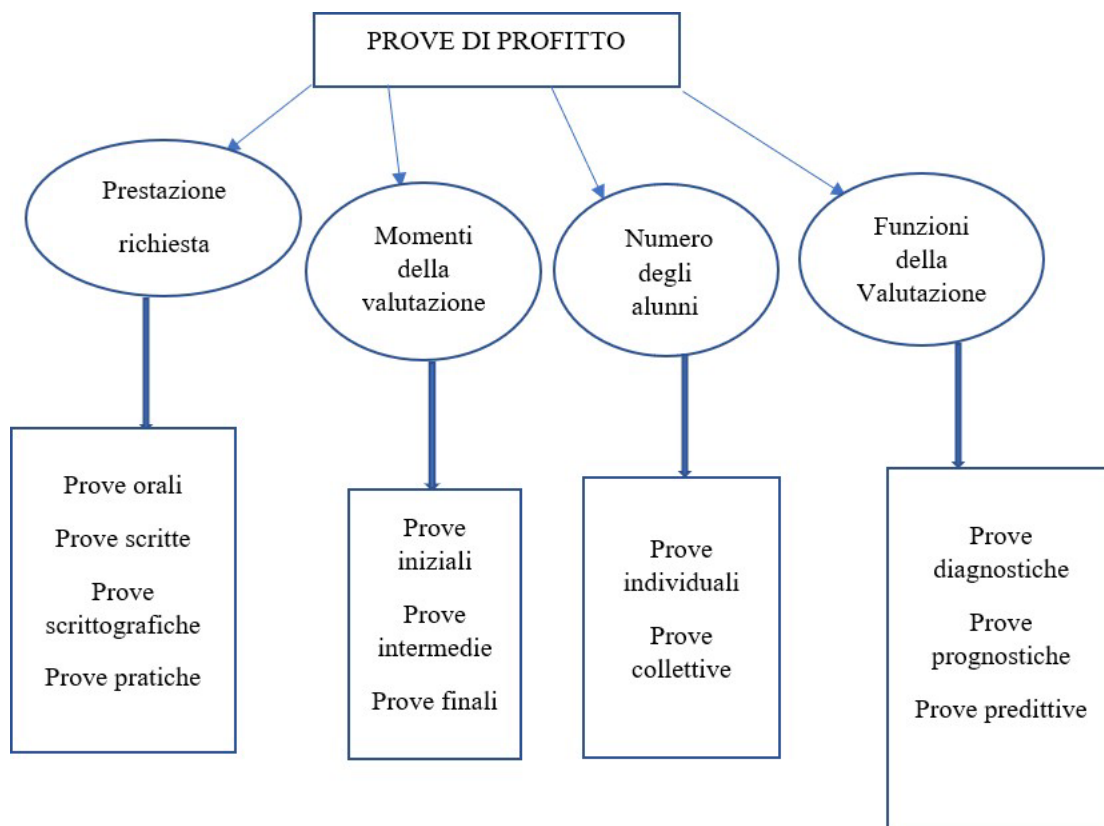 PROVE DI PROFITTO
Prestazione
richiesta
Momenti
della
valutazione
Numero
degli
alunni
Funzioni
della
Valutazione
Prove orali
Prove scritte
Prove
scrittografiche
Prove pratiche
Prove
iniziali
Prove
intermedie
Prove finali
Prove
individuali
Prove
collettive
Prove
diagnostiche
Prove
prognostiche
Prove predittive